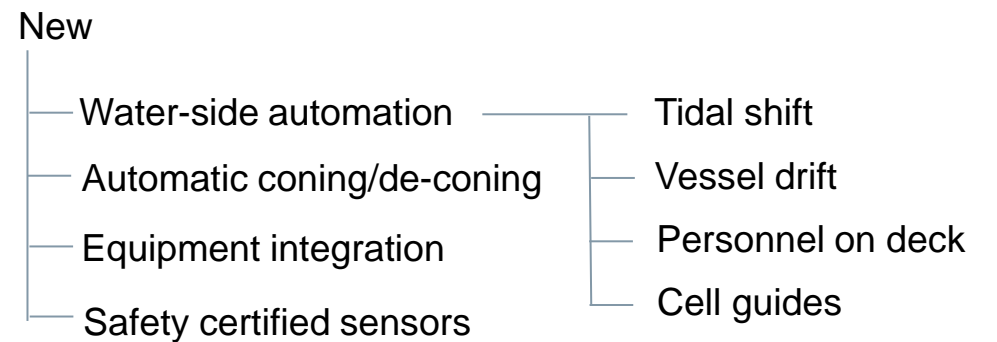 New
Water-side automation
Tidal shift
Automatic coning/de-coning
Vessel drift
Equipment integration
Personnel on deck
Safety certified sensors
Cell guides